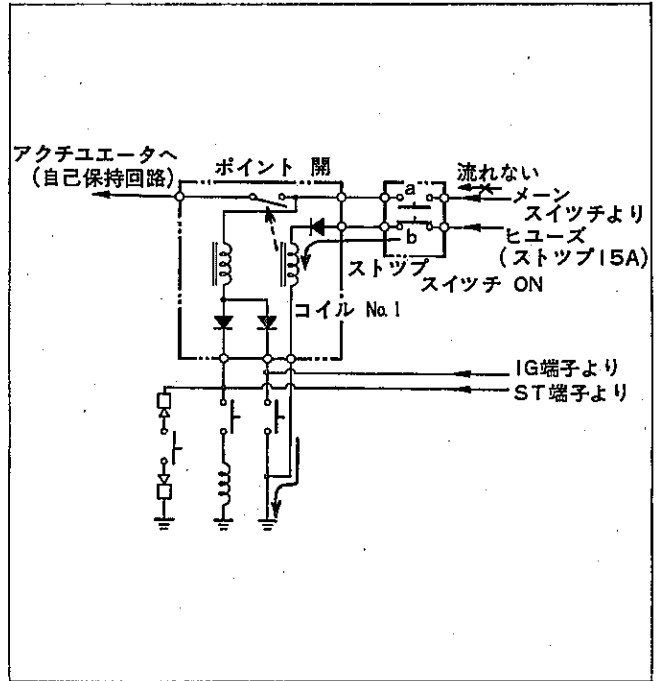 アクチユエータへ
(自己保持回路)
ポイント 開
流れない
a
メーン
スイッチより
b
ヒユーズ
(ストツプ15A)
ストツプ
スイッチ ON
コイル No.1
IG端子より
ST端子より